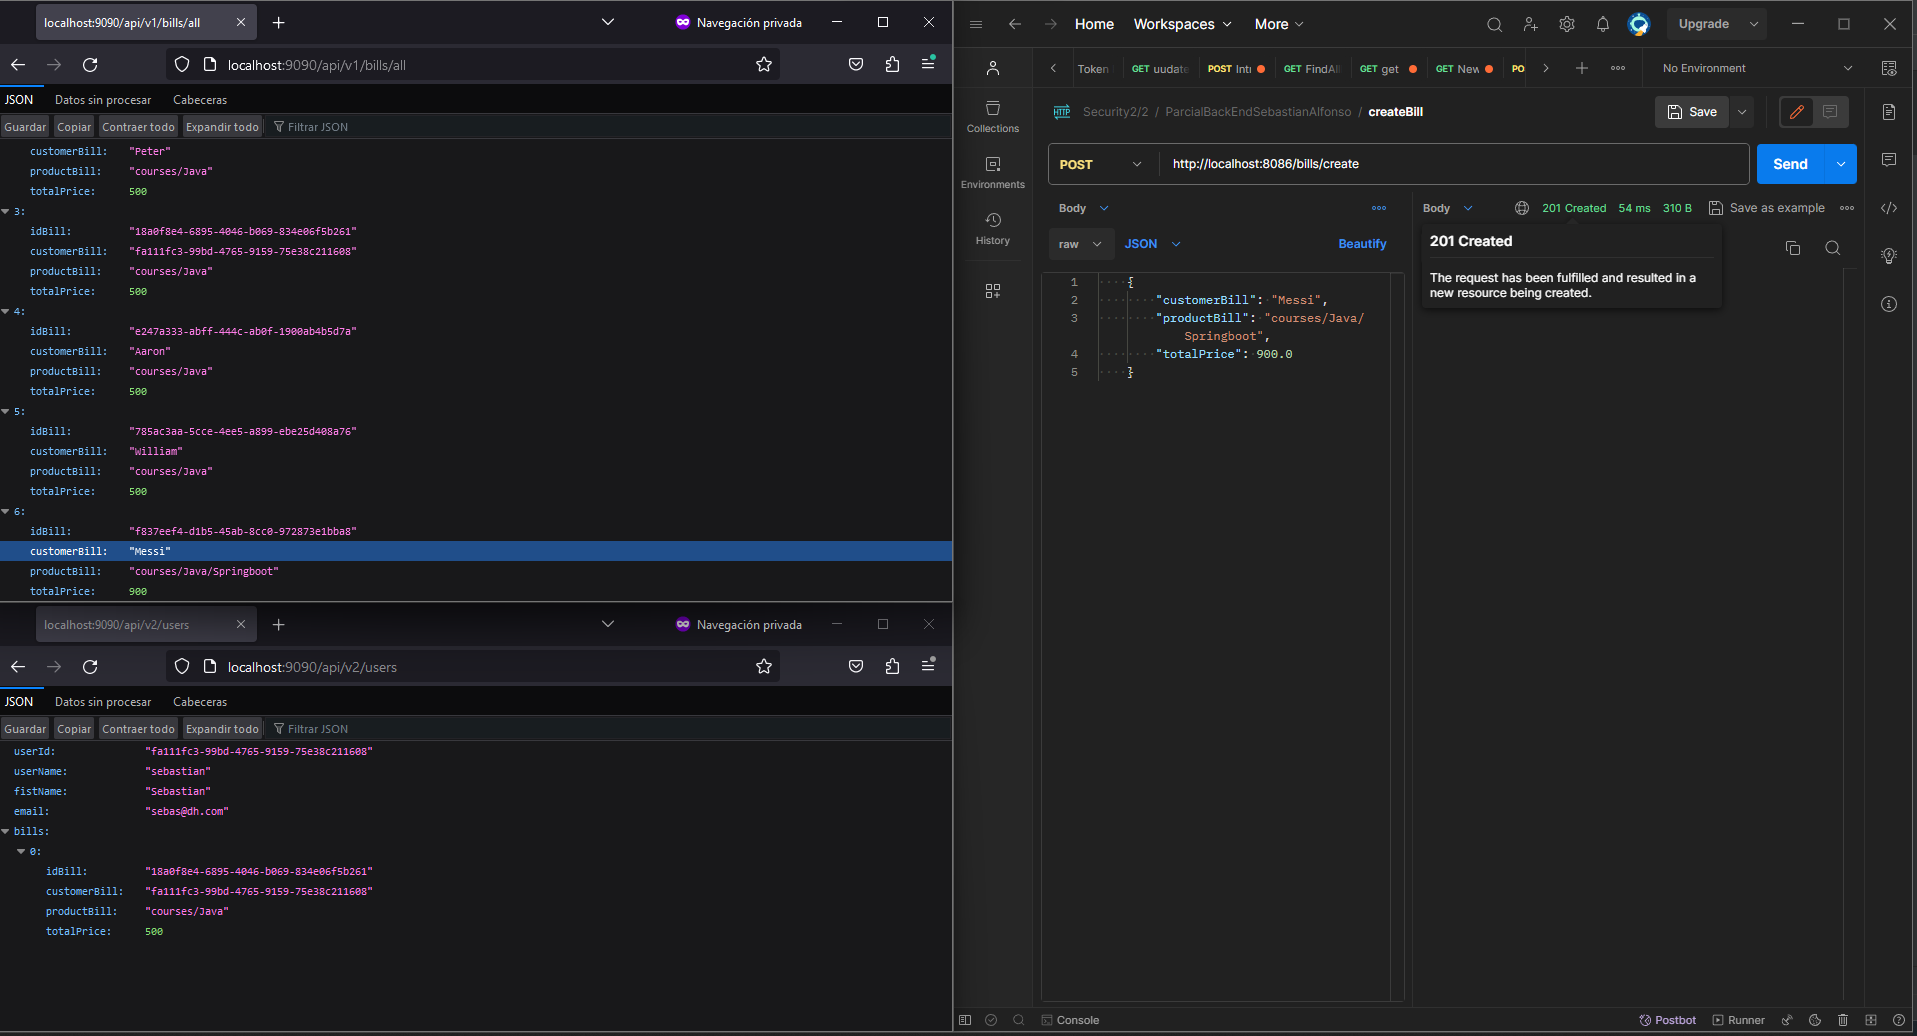 localhost:9090/api/v1/bills/all
Navegación privada
localhost:9090/api/v1/bills/all
JSON Datos sin procesar Cabeceras
Guardar Copiar Contraer todo Expandir todo Filtrar JSON
customerBill: "Peter"
productBill: "courses/Java"
totalPrice: 500
3:
idBill: "18a0f8e4-6895-4046-b069-834e06f5b261"
customerBill: "fa111fc3-99bd-4765-9159-75e38c211608"
productBill: "courses/Java"
totalPrice: 500
4:
idBill: "e247a333-abff-444c-ab0f-1900ab4b5d7a"
customerBill: "Aaron"
productBill: "courses/Java"
totalPrice: 500
5:
idBill: "785ac3aa-5cce-4ee5-a899-ebe25d408a76"
customerBill: "William"
productBill: "courses/Java"
totalPrice: 500
6:
idBill: "f837eef4-d1b5-45ab-8cc0-972873e1bba8"
customerBill: "Messi"
productBill: "courses/Java/Springboot"
totalPrice: 900
localhost:9090/api/v2/users
Navegación privada
localhost:9090/api/v2/users
JSON Datos sin procesar Cabeceras
Guardar Copiar Contraer todo Expandir todo Filtrar JSON
userId: "fa111fc3-99bd-4765-9159-75e38c211608"
userName: "sebastian"
fistName: "Sebastian"
email: "sebas@dh.com"
bills:
0:
idBill: "18a0f8e4-6895-4046-b069-834e06f5b261"
customerBill: "fa111fc3-99bd-4765-9159-75e38c211608"
productBill: "courses/Java"
totalPrice: 500
Home Workspaces More Upgrade
Token GET uudate POST Intr GET FindAl GET get GET New PO No Environment
Collections
Environments
History
HTTP Security2/2 / ParcialBackEndSebastianAlfonso / createBill Save
POST http://localhost:8086/bills/create Send
Body
raw JSON Beautify
1 {
2 "customerBill": "Messi",
3 "productBill": "courses/Java/
Springboot",
4 "totalPrice": 900.0
5 }
Body 201 Created 54 ms 310 B Save as example
201 Created
The request has been fulfilled and resulted in a
new resource being created.
Console Postbot Runner